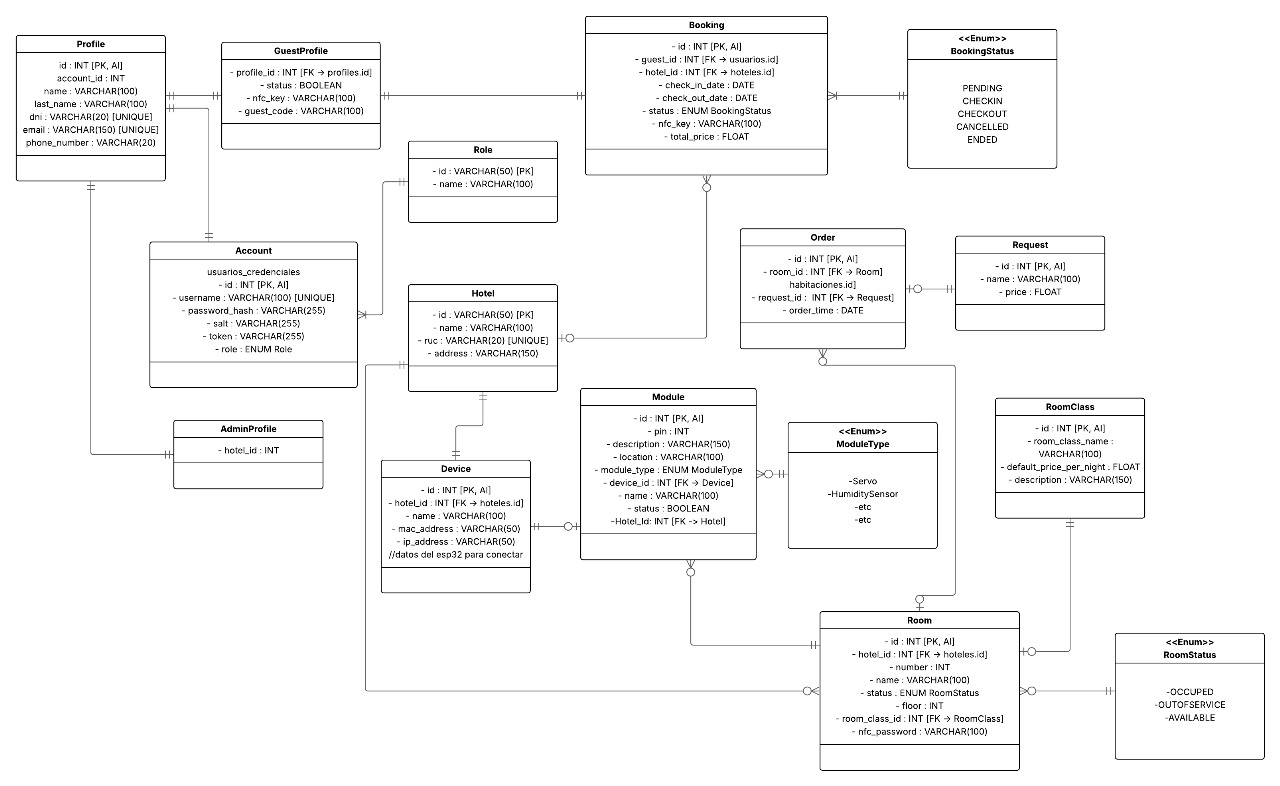 Profile
id : INT [PK, AI]
account_id : INT
name : VARCHAR(100)
last_name : VARCHAR(100)
dni : VARCHAR(20) [UNIQUE]
email : VARCHAR(150) [UNIQUE]
phone_number : VARCHAR(20)
GuestProfile
- profile_id : INT [FK → profiles.id]
- status : BOOLEAN
- nfc_key : VARCHAR(100)
- guest_code : VARCHAR(100)
Booking
- id : INT [PK, AI]
- guest_id : INT [FK → usuarios.id]
- hotel_id : INT [FK → hoteles.id]
- check_in_date : DATE
- check_out_date : DATE
- status : ENUM BookingStatus
- nfc_key : VARCHAR(100)
- total_price : FLOAT
<<Enum>>
BookingStatus
PENDING
CHECKIN
CHECKOUT
CANCELLED
ENDED
Role
- id : VARCHAR(50) [PK]
- name : VARCHAR(100)
Account
usuarios_credenciales
- id : INT [PK, AI]
- username : VARCHAR(100) [UNIQUE]
- password_hash : VARCHAR(255)
- salt : VARCHAR(255)
- token : VARCHAR(255)
- role : ENUM Role
Hotel
- id : VARCHAR(50) [PK]
- name : VARCHAR(100)
- ruc : VARCHAR(20) [UNIQUE]
- address : VARCHAR(150)
Order
- id : INT [PK, AI]
- room_id : INT [FK → Room]
habitaciones.id]
- request_id : INT [FK → Request]
- order_time : DATE
Request
- id : INT [PK, AI]
- name : VARCHAR(100)
- price : FLOAT
AdminProfile
- hotel_id : INT
Device
- id : INT [PK, AI]
- hotel_id : INT [FK → hoteles.id]
- name : VARCHAR(100)
- mac_address : VARCHAR(50)
- ip_address : VARCHAR(50)
//datos del esp32 para conectar
Module
- id : INT [PK, AI]
- pin : INT
- description : VARCHAR(150)
- location : VARCHAR(100)
- module_type : ENUM ModuleType
- device_id : INT [FK → Device]
- name : VARCHAR(100)
- status : BOOLEAN
-Hotel_Id: INT [FK -> Hotel]
<<Enum>>
ModuleType
-Servo
-HumiditySensor
-etc
-etc
RoomClass
- id : INT [PK, AI]
- room_class_name :
VARCHAR(100)
- default_price_per_night : FLOAT
- description : VARCHAR(150)
Room
- id : INT [PK, AI]
- hotel_id : INT [FK → hoteles.id]
- number : INT
- name : VARCHAR(100)
- status : ENUM RoomStatus
- floor : INT
- room_class_id : INT [FK → RoomClass]
- nfc_password : VARCHAR(100)
<<Enum>>
RoomStatus
-OCCUPED
-OUTOFSERVICE
-AVAILABLE